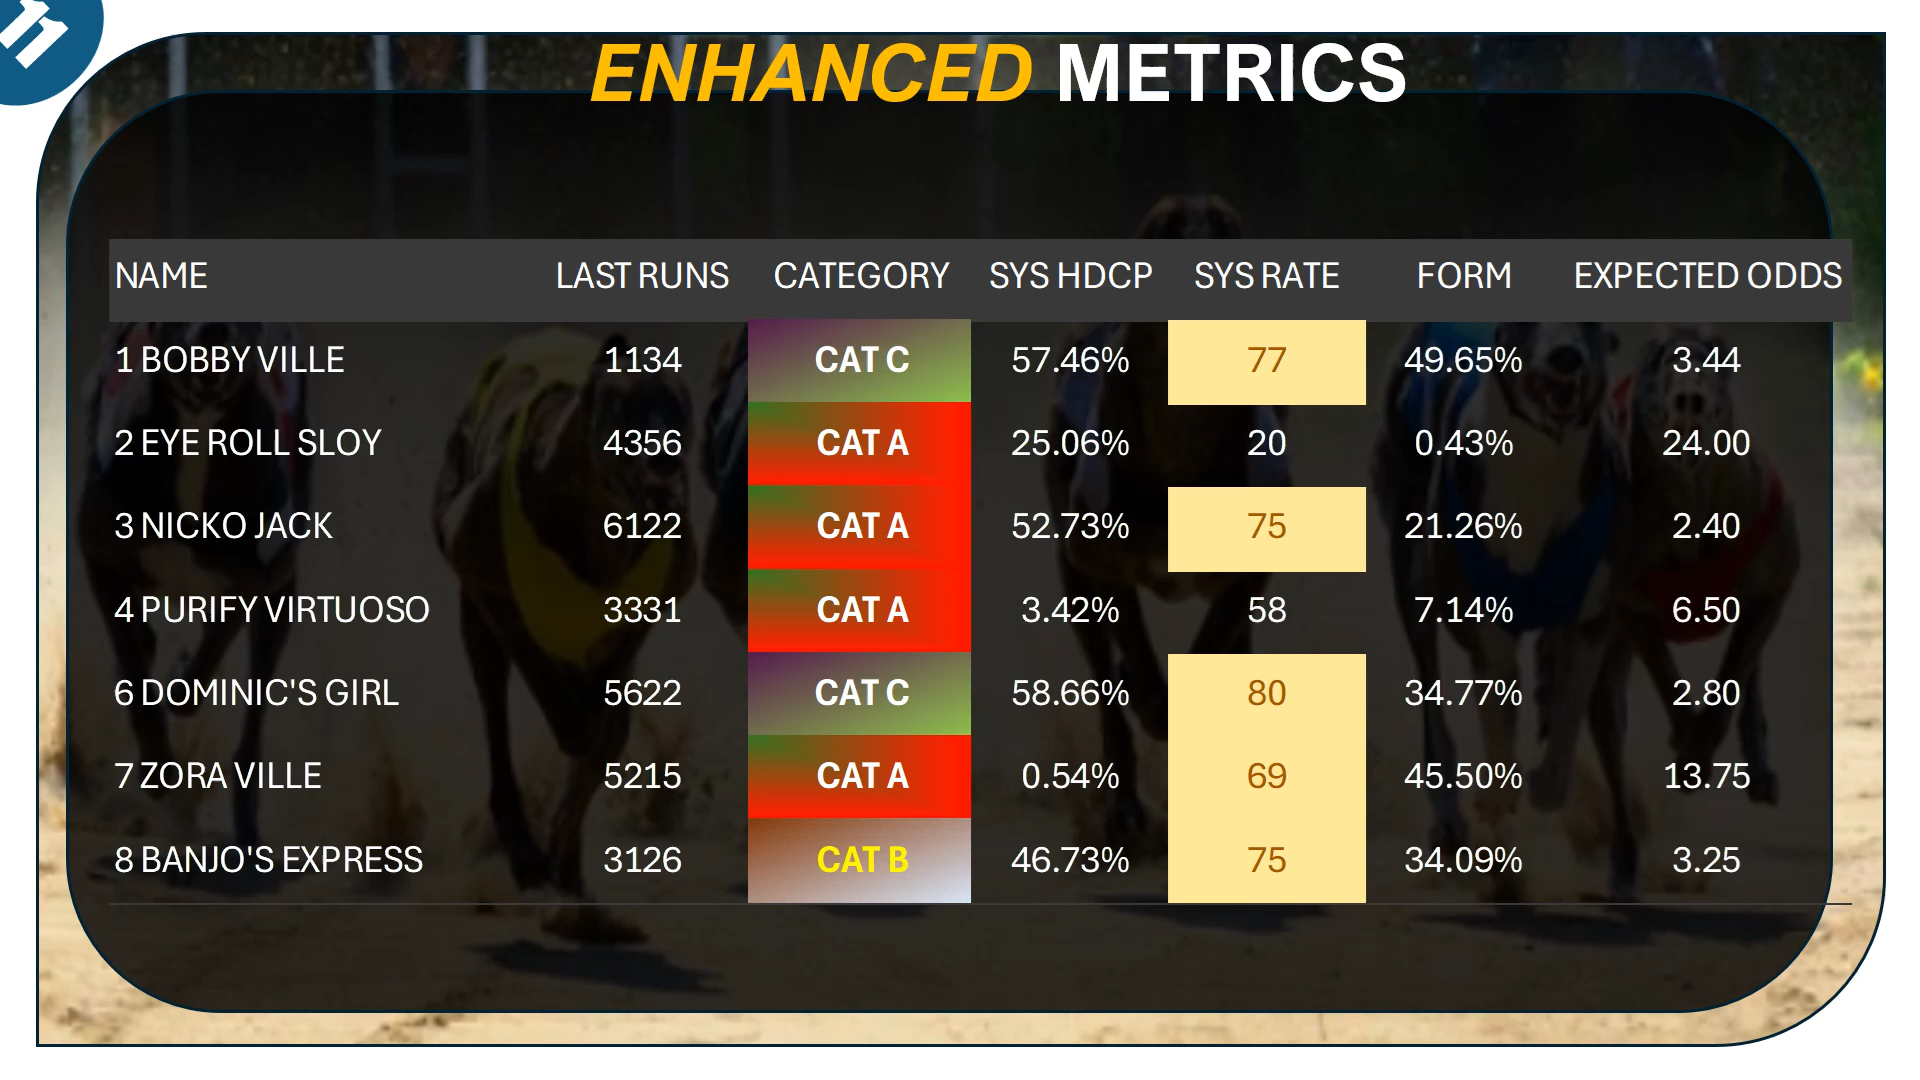 ENHANCED METRICS
NAME LAST RUNS CATEGORY SYS HDCP SYS RATE FORM EXPECTED ODDS
1 BOBBY VILLE 1134 CAT C 57.46% 77 49.65% 3.44
2 EYE ROLL SLOY 4356 CAT A 25.06% 20 0.43% 24.00
3 NICKO JACK 6122 CAT A 52.73% 75 21.26% 2.40
4 PURIFY VIRTUOSO 3331 CAT A 3.42% 58 7.14% 6.50
6 DOMINIC'S GIRL 5622 CAT C 58.66% 80 34.77% 2.80
7 ZORA VILLE 5215 CAT A 0.54% 69 45.50% 13.75
8 BANJO'S EXPRESS 3126 CAT B 46.73% 75 34.09% 3.25